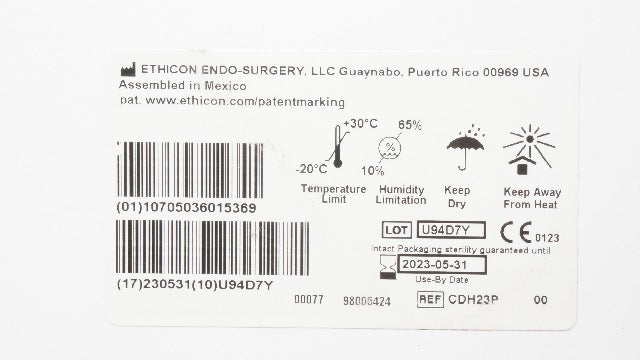 ETHICON ENDO-SURGERY, LLC Guaynabo, Puerto Rico 00969 USA
Assembled in Mexico
pat. www.ethicon.com/patentmarking
+30°C
-20°C
Temperature
Limit
65%
%
10%
Humidity
Limitation
Keep
Dry
Keep Away
From Heat
(01)10705036015369
LOT U94D7Y
CE 0123
Intact Packaging sterility guaranteed until
2023-05-31
Use-By Date
(17)230531(10)U94D7Y
00077 98006424 REF CDH23P 00